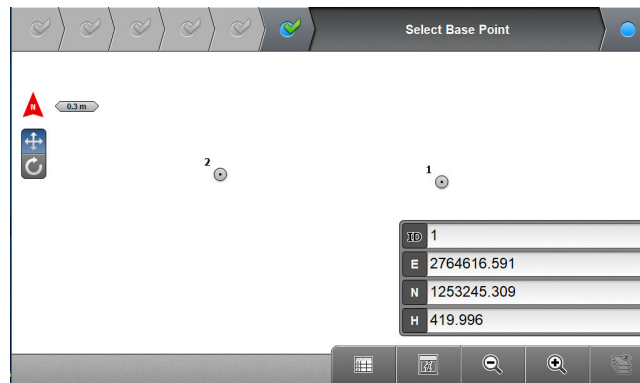 Select Base Point
N
0.3 m
2
1
ID 1
E 2764616.591
N 1253245.309
H 419.996